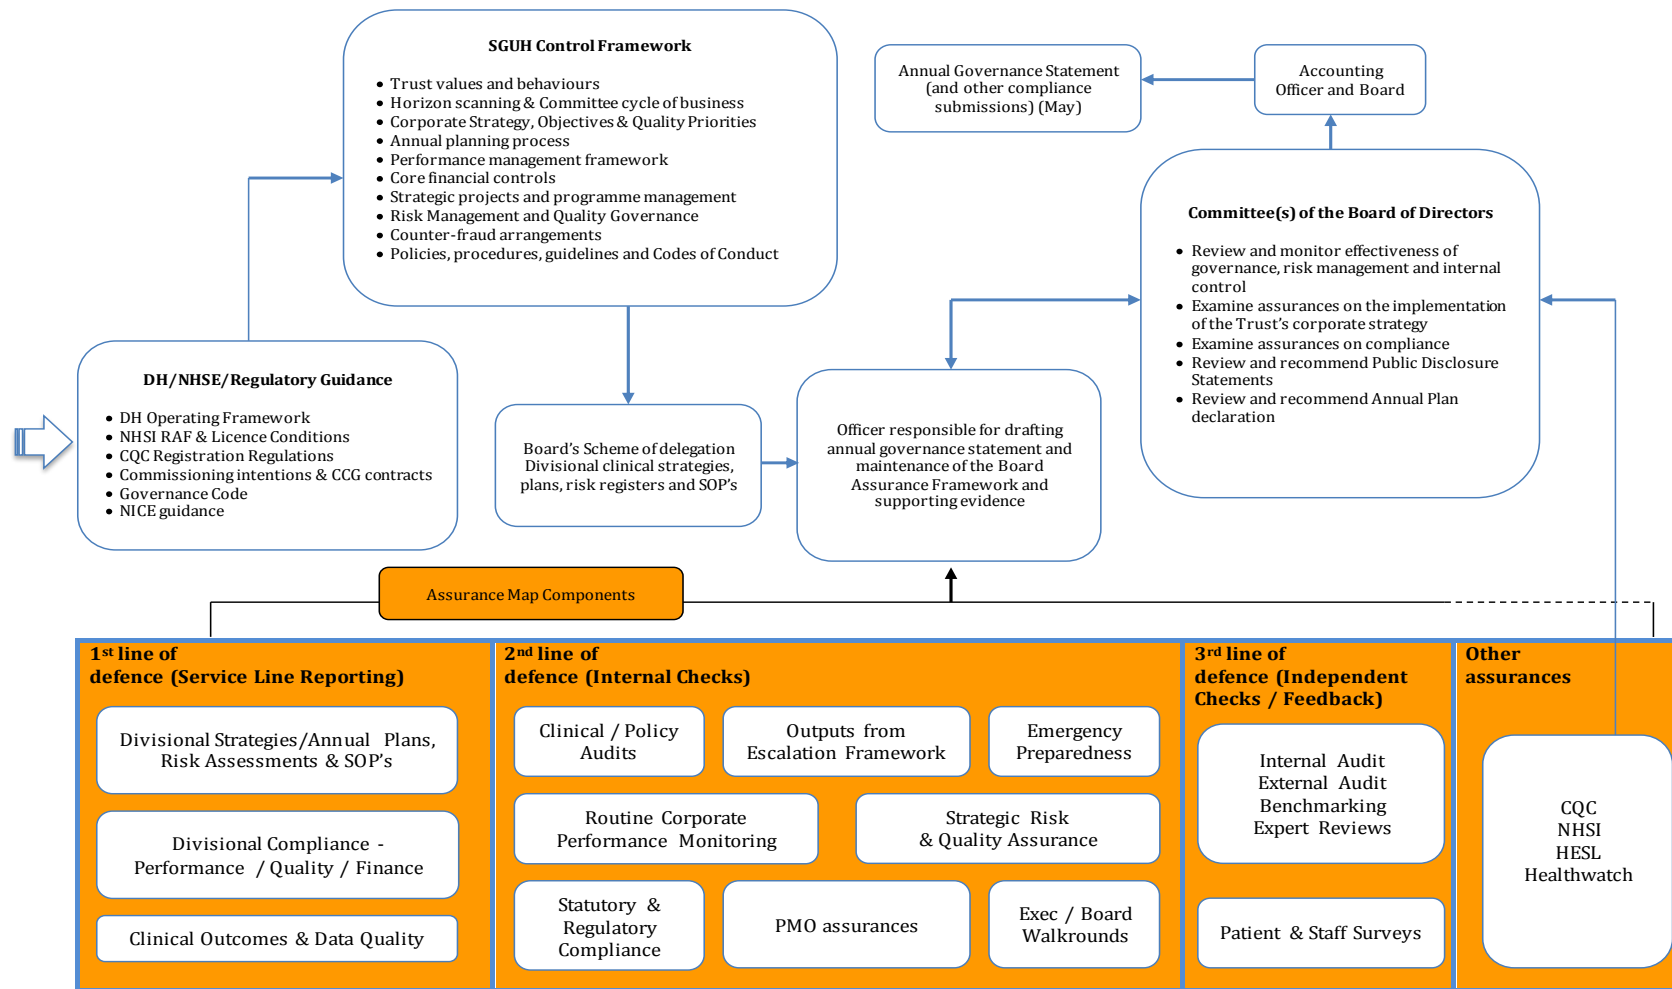 SGUH Control Framework
• Trust values and behaviours
• Horizon scanning & Committee cycle of business
• Corporate Strategy, Objectives & Quality Priorities
• Annual planning process
• Performance management framework
• Core financial controls
• Strategic projects and programme management
• Risk Management and Quality Governance
• Counter-fraud arrangements
• Policies, procedures, guidelines and Codes of Conduct
Annual Governance Statement
(and other compliance
submissions) (May)
Accounting
Officer and Board
Committee(s) of the Board of Directors
• Review and monitor effectiveness of
governance, risk management and internal
control
• Examine assurances on the implementation
of the Trust's corporate strategy
• Examine assurances on compliance
• Review and recommend Public Disclosure
Statements
• Review and recommend Annual Plan
declaration
DH/NHSE/Regulatory Guidance
• DH Operating Framework
• NHSI RAF & Licence Conditions
• CQC Registration Regulations
• Commissioning intentions & CCG contracts
• Governance Code
• NICE guidance
Board's Scheme of delegation
Divisional clinical strategies,
plans, risk registers and SOP's
Officer responsible for drafting
annual governance statement and
maintenance of the Board
Assurance Framework and
supporting evidence
Assurance Map Components
1st line of
defence (Service Line Reporting)
Divisional Strategies/Annual Plans,
Risk Assessments & SOP's
Divisional Compliance -
Performance / Quality / Finance
Clinical Outcomes & Data Quality
2nd line of
defence (Internal Checks)
Clinical / Policy
Audits
Outputs from
Escalation Framework
Emergency
Preparedness
Routine Corporate
Performance Monitoring
Strategic Risk
& Quality Assurance
Statutory &
Regulatory
Compliance
PMO assurances
Exec / Board
Walkrounds
3rd line of
defence (Independent
Checks / Feedback)
Internal Audit
External Audit
Benchmarking
Expert Reviews
Patient & Staff Surveys
Other
assurances
CQC
NHSI
HESL
Healthwatch